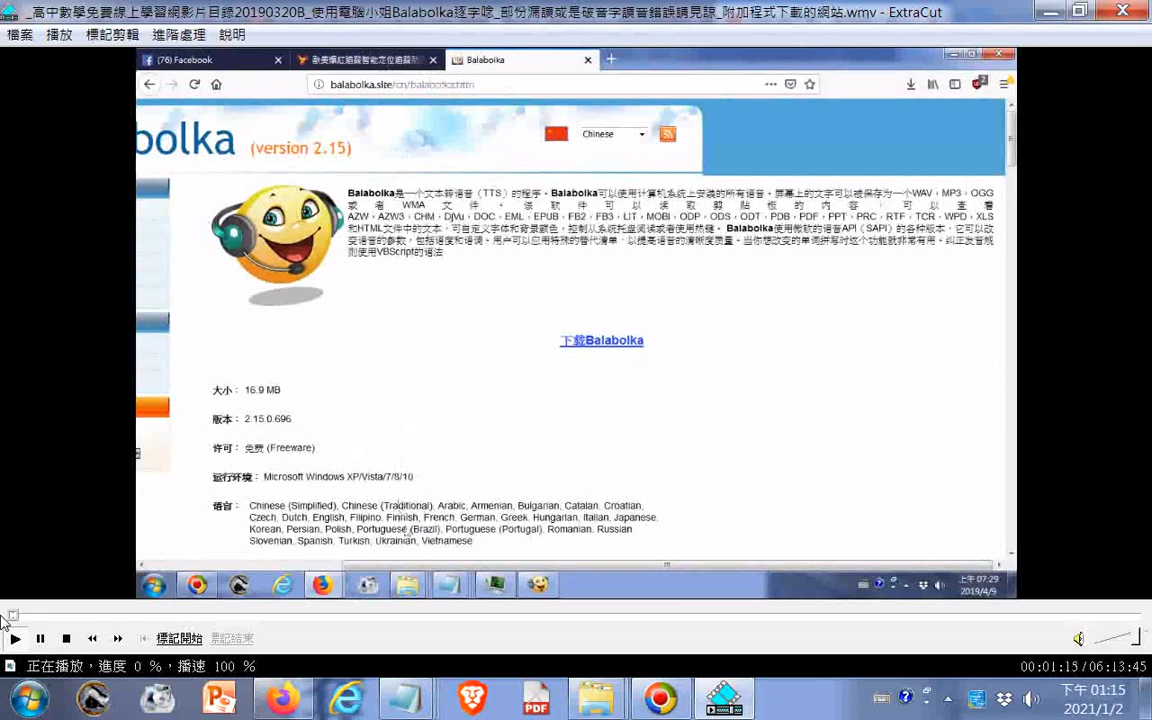 _高中數學免費線上學習網影片目錄20190320B_使用電腦小姐Balabolka逐字唸_部份漏讀或是破音字讀音錯誤請見諒_附加程式下載的網站.wmv - ExtraCut
檔案 播放 標記剪輯 進階處理 說明
(76) Facebook
Balabolka
balabolka.site/cn/balabolka.htm
bolka (version 2.15)
Chinese
Balabolka是一个文本转语音（TTS）的程序。Balabolka可以使用计算机系统上安装的所有语音。屏幕上的文字可以被保存为一个WAV，MP3，OGG
或者 WMA 文件。该软件可以读取剪贴板的内容，可以查看
AZW，AZW3，CHM，DjVu，DOC，EML，EPUB，FB2，FB3，LIT，MOBI，ODP，ODS，ODT，PDB，PDF，PPT，PRC，RTF，TCR，WPD，XLS
和HTML文件中的文本，可自定义字体和背景颜色，控制从系统托盘阅读或者使用热键。Balabolka使用微软的语音API（SAPI）的各种版本，它可以改
变语音的参数，包括语速和语调。用户可以应用特殊的替代清单，以提高语音的清晰度质量。当你想改变的单词拼写时这个功能就非常有用。纠正发音规
则使用VBScript的语法
下载Balabolka
大小： 16.9 MB
版本： 2.15.0.696
许可： 免费 (Freeware)
运行环境： Microsoft Windows XP/Vista/7/8/10
语言： Chinese (Simplified), Chinese (Traditional), Arabic, Armenian, Bulgarian, Catalan, Croatian,
Czech, Dutch, English, Filipino, Finnish, French, German, Greek, Hungarian, Italian, Japanese,
Korean, Persian, Polish, Portuguese (Brazil), Portuguese (Portugal), Romanian, Russian
Slovenian, Spanish, Turkish, Ukrainian, Vietnamese
上午 07:29
2019/4/9
標記開始 標記結束
正在播放，進度 0 %，播速 100 %
00:01:15 / 06:13:45
PDF
下午 01:15
2021/1/2